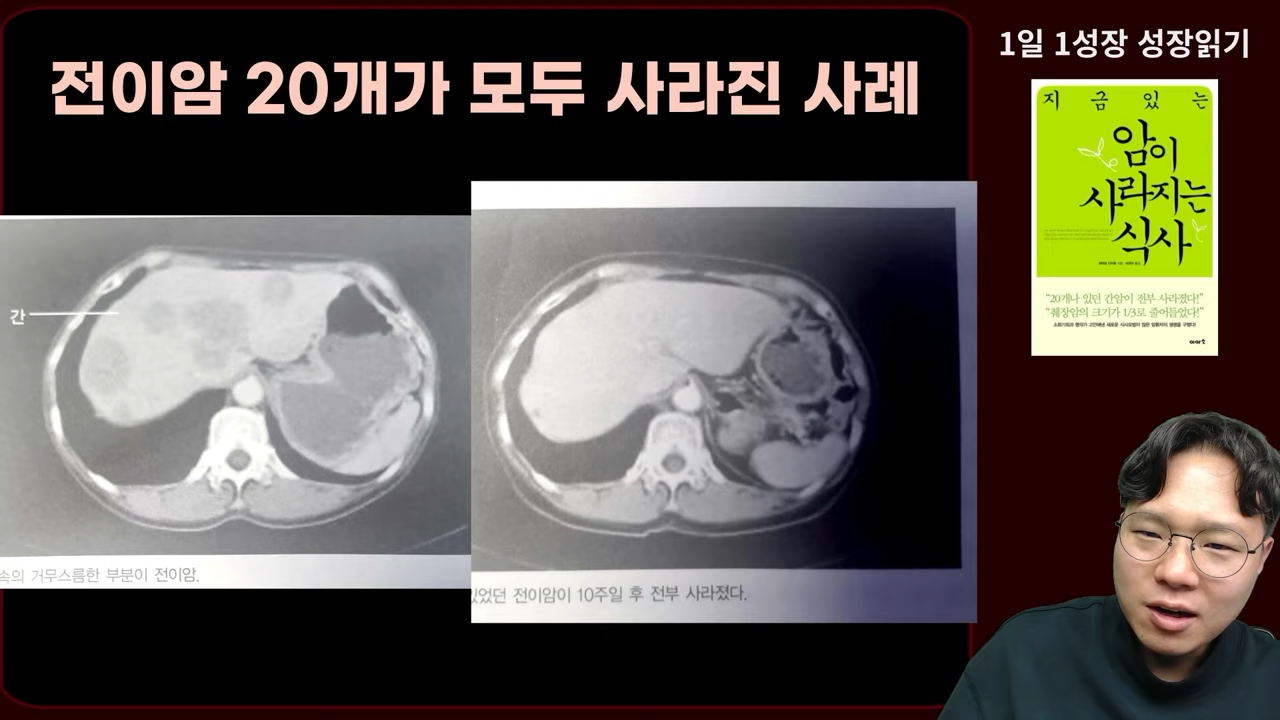 전이암 20개가 모두 사라진 사례
간
속의 거무스름한 부분이 전이암.
있었던 전이암이 10주일 후 전부 사라졌다.
1일 1성장 성장읽기
지금있는
암이
사라지는
식사
“20개나 있던 간암이 전부 사라졌다!”
“췌장암의 크기가 1/3로 줄어들었다!”